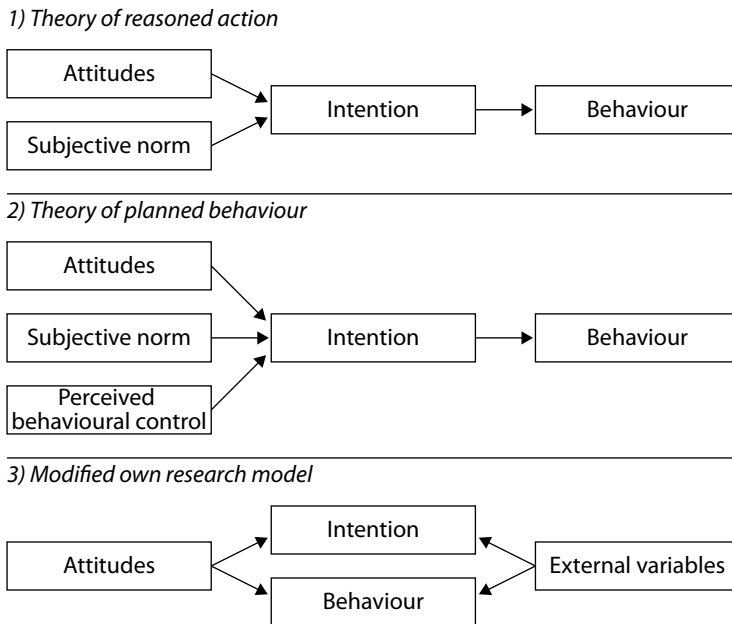 1) Theory of reasoned action
Attitudes
Subjective norm
Intention
Behaviour
2) Theory of planned behaviour
Attitudes
Subjective norm
Perceived
behavioural control
Intention
Behaviour
3) Modified own research model
Attitudes
Intention
Behaviour
External variables